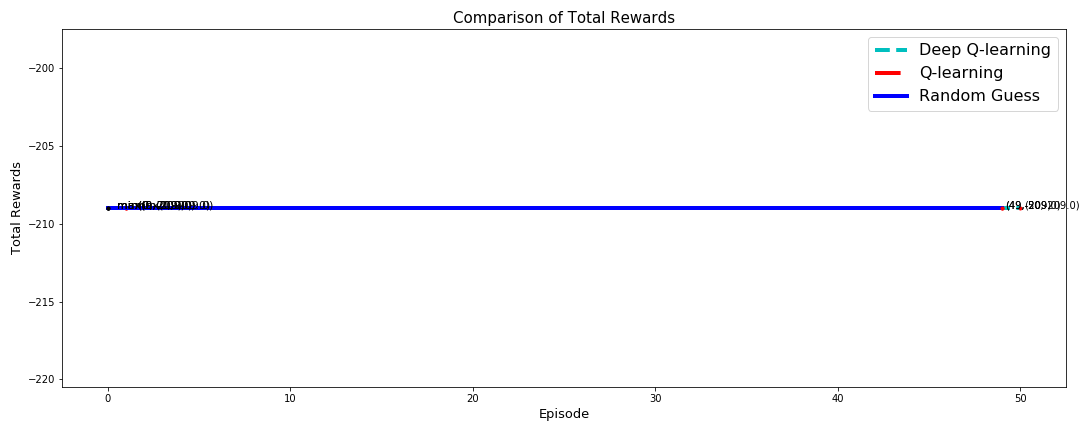 Comparison of Total Rewards
Deep Q-learning
Q-learning
Random Guess
Total Rewards
−200
−205
−210
−215
−220
0
10
20
30
40
50
Episode